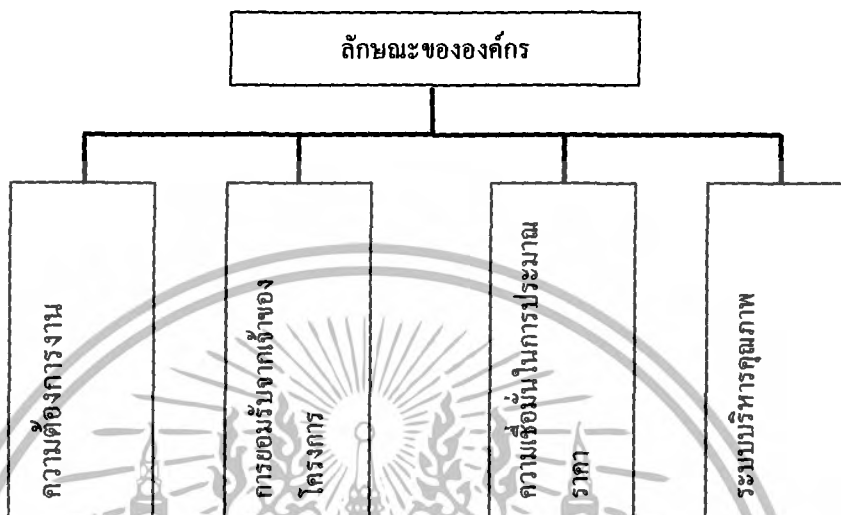 ลักษณะขององค์กร
ความต้องการงาน
การยอมรับจากเจ้าของ
โครงการ
ความเชื่อมั่นในการประมาณ
ราคา
ระบบบริหารคุณภาพ